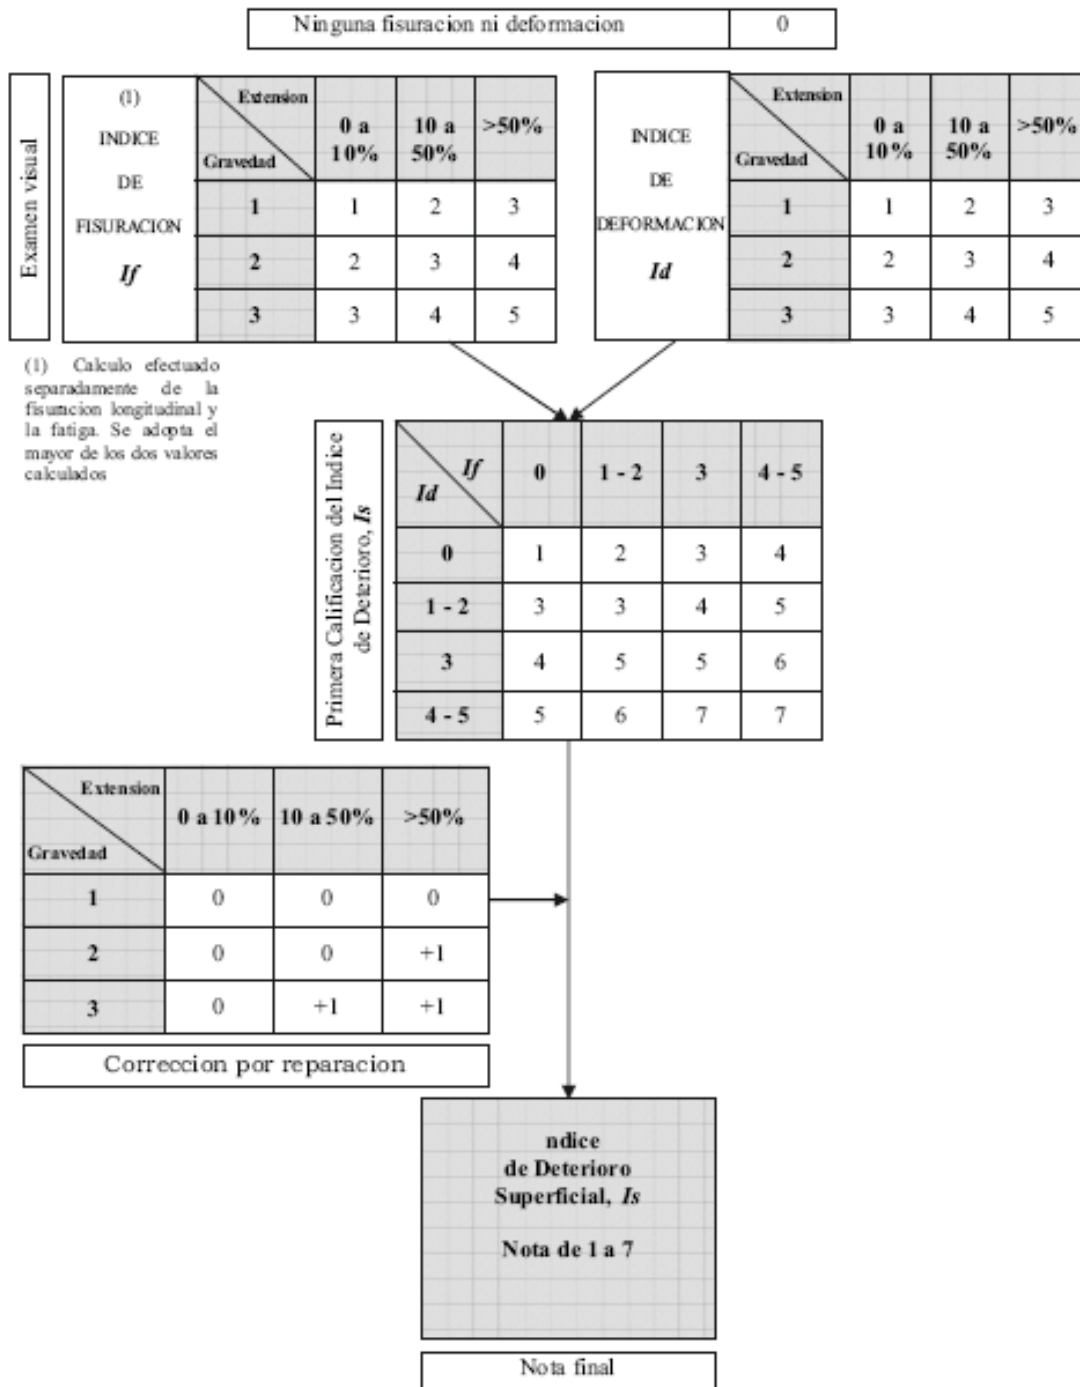 Ninguna fisuracion ni deformacion 0
Examen visual
(1)
INDICE
DE
FISURACION
If
Extension
Gravedad
0 a 10% 10 a 50% >50%
1 1 2 3
2 2 3 4
3 3 4 5
INDICE
DE
DEFORMACION
Id
Extension
Gravedad
0 a 10% 10 a 50% >50%
1 1 2 3
2 2 3 4
3 3 4 5
(1) Calculo efectuado
separadamente de la
fisuracion longitudinal y
la fatiga. Se adopta el
mayor de los dos valores
calculados
Primera Calificacion del Indice
de Deterioro, Is
If
Id
0 1 - 2 3 4 - 5
0 1 2 3 4
1 - 2 3 3 4 5
3 4 5 5 6
4 - 5 5 6 7 7
Extension
Gravedad
0 a 10% 10 a 50% >50%
1 0 0 0
2 0 0 +1
3 0 +1 +1
Correccion por reparacion
ndice
de Deterioro
Superficial, Is
Nota de 1 a 7
Nota final